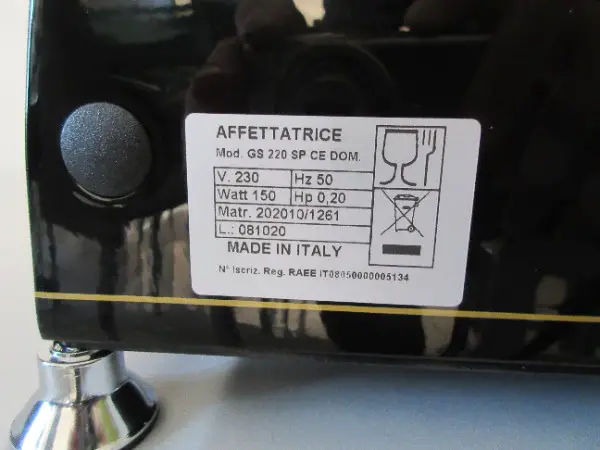 AFFETTATRICE
Mod. GS 220 SP CE DOM.
V. 230 Hz 50
Watt 150 Hp 0,20
Matr. 202010/1261
L.: 081020
MADE IN ITALY
N° Iscriz. Reg. RAEE IT08050000005134